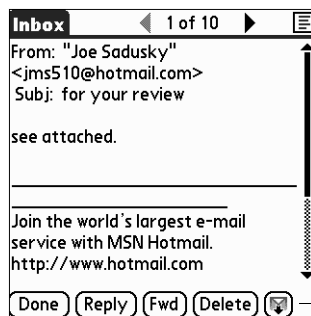 Inbox 1 of 10
From: "Joe Sadusky"
<jms510@hotmail.com>
Subj: for your review
see attached.
Join the world's largest e-mail
service with MSN Hotmail.
http://www.hotmail.com
Done Reply Fwd Delete